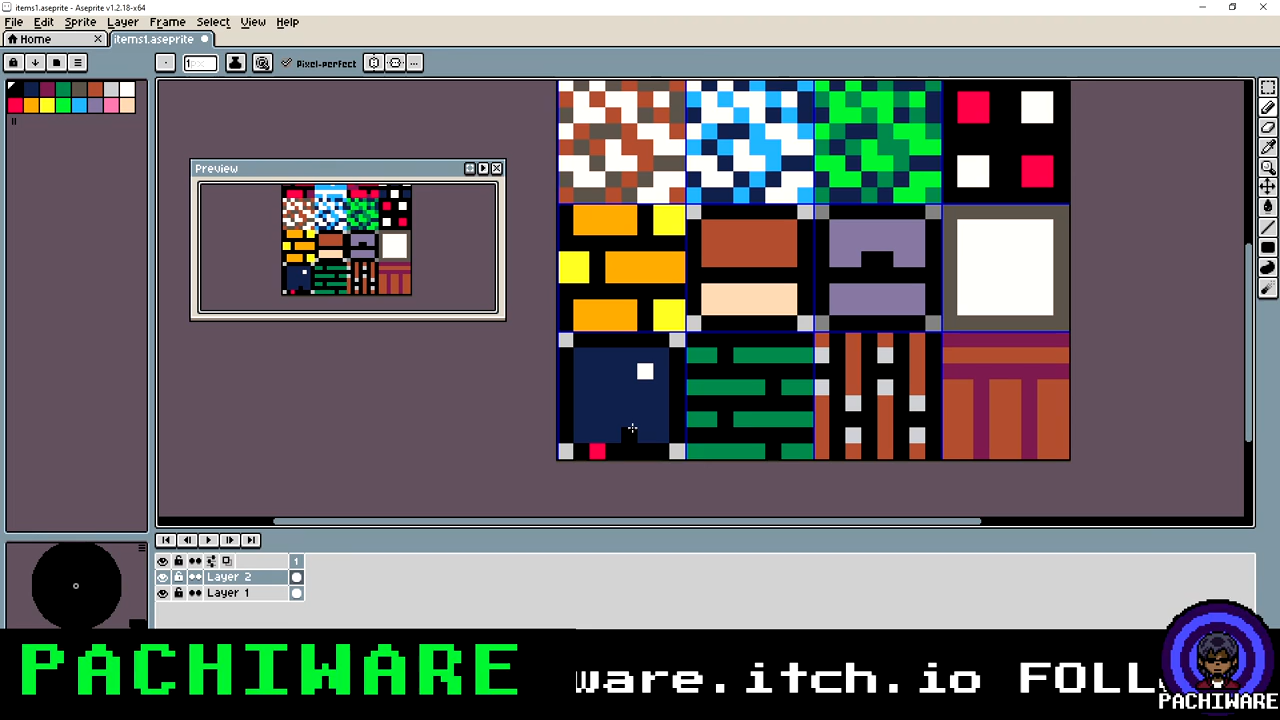 items1.aseprite - Aseprite v1.2.18-x64
File Edit Sprite Layer Frame Select View Help
Home items1.aseprite
Pixel-perfect
Preview
1
Layer 2
Layer 1
PACHIWARE ware.itch.io FOLL
PACHIWARE